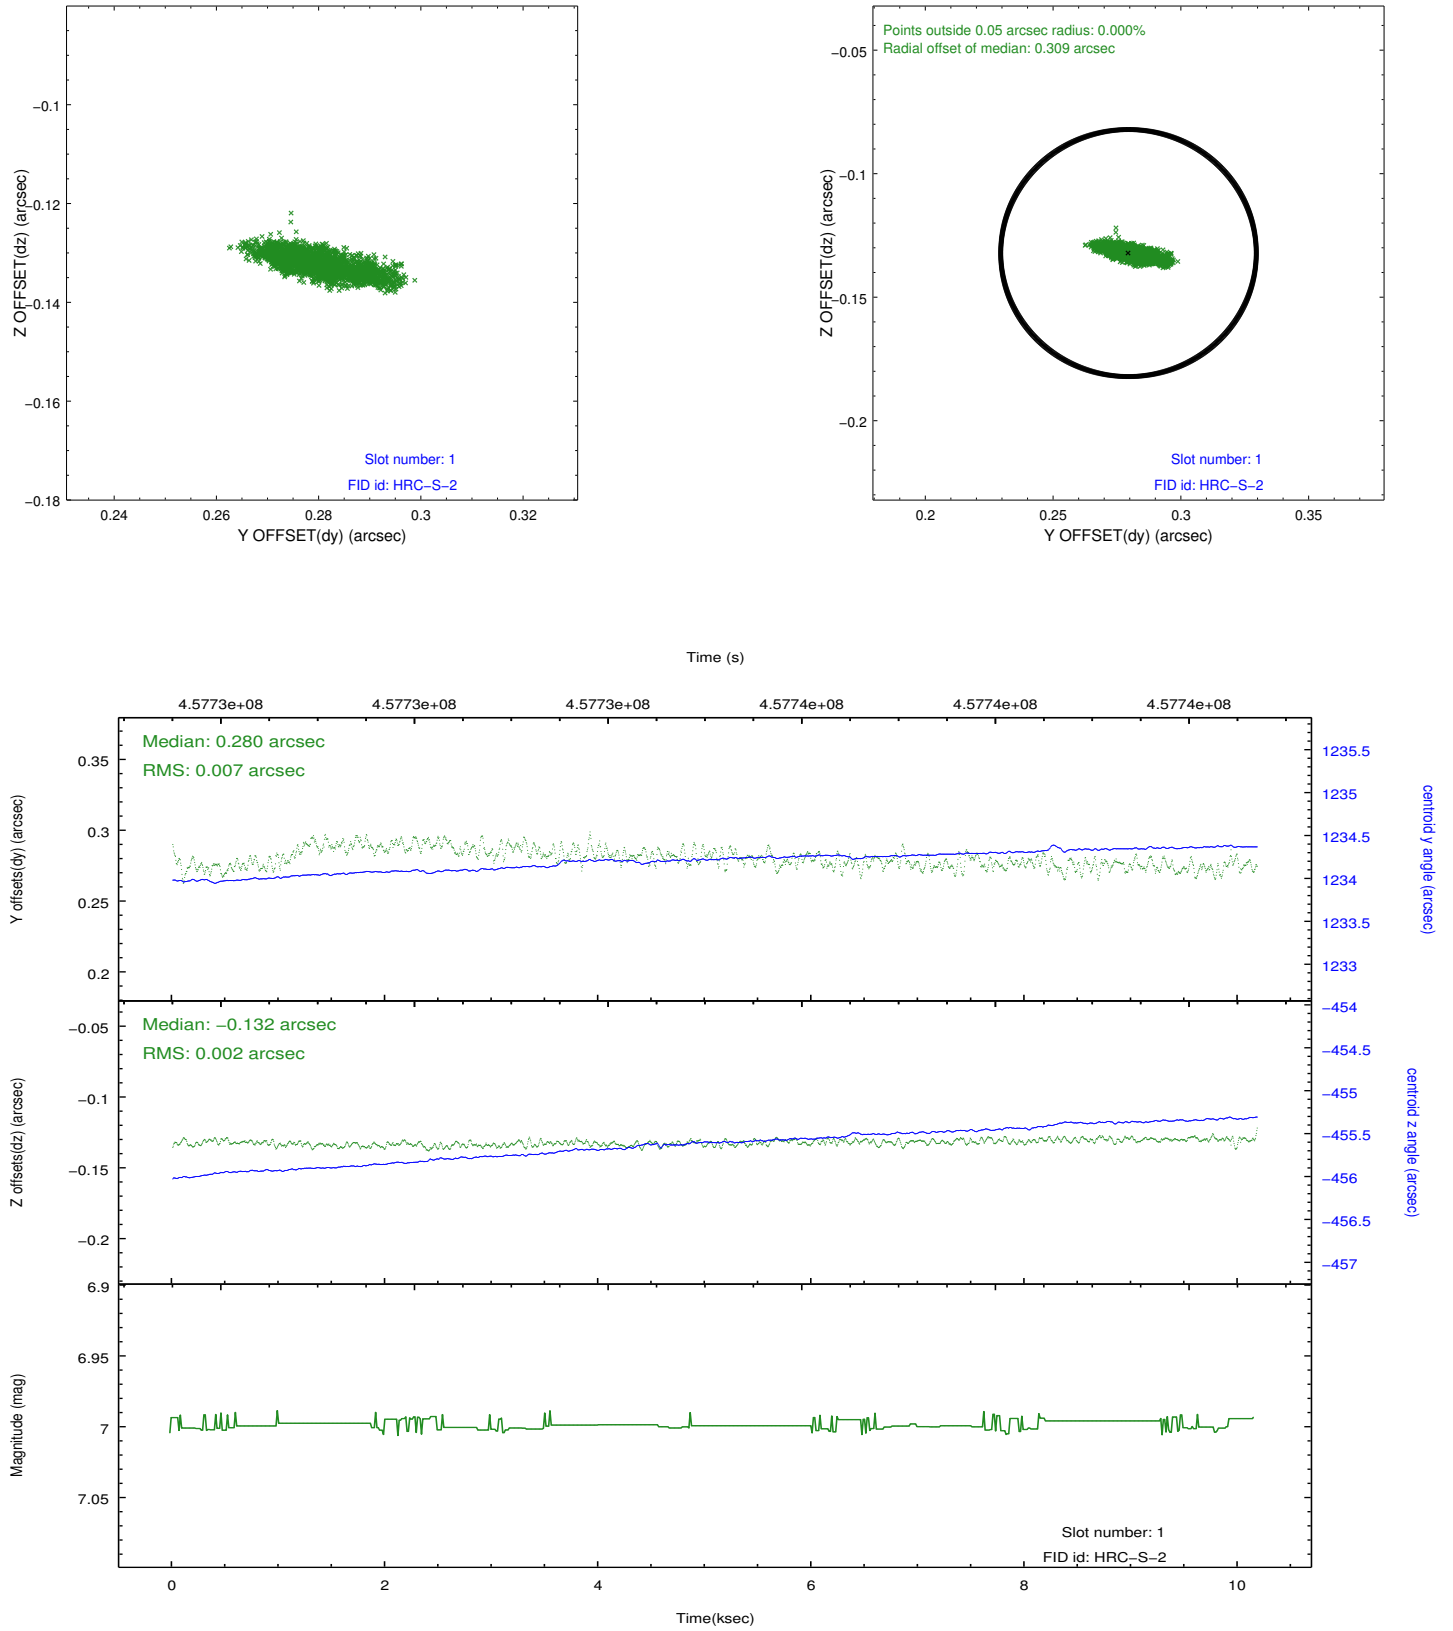 Points outside 0.05 arcsec radius: 0.000%
Radial offset of median: 0.309 arcsec
−0.1
−0.12
−0.14
−0.16
−0.18
Z OFFSET(dz) (arcsec)
Slot number: 1
FID id: HRC−S−2
0.24 0.26 0.28 0.3 0.32
Y OFFSET(dy) (arcsec)
−0.05
−0.1
−0.15
−0.2
Z OFFSET(dz) (arcsec)
Slot number: 1
FID id: HRC−S−2
0.2 0.25 0.3 0.35
Y OFFSET(dy) (arcsec)
Time (s)
4.5773e+08 4.5773e+08 4.5773e+08 4.5774e+08 4.5774e+08 4.5774e+08
Median: 0.280 arcsec
RMS: 0.007 arcsec
0.35
0.3
0.25
0.2
Y offsets(dy) (arcsec)
1235.5
1235
1234.5
1234
1233.5
1233
centroid y angle (arcsec)
Median: −0.132 arcsec
RMS: 0.002 arcsec
−0.05
−0.1
−0.15
−0.2
Z offsets(dz) (arcsec)
−454
−454.5
−455
−455.5
−456
−456.5
−457
centroid z angle (arcsec)
6.9
6.95
7
7.05
Magnitude (mag)
Slot number: 1
FID id: HRC−S−2
0 2 4 6 8 10
Time(ksec)